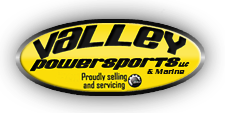 Valley
Powersports LLC
& Marine
Proudly selling
and servicing